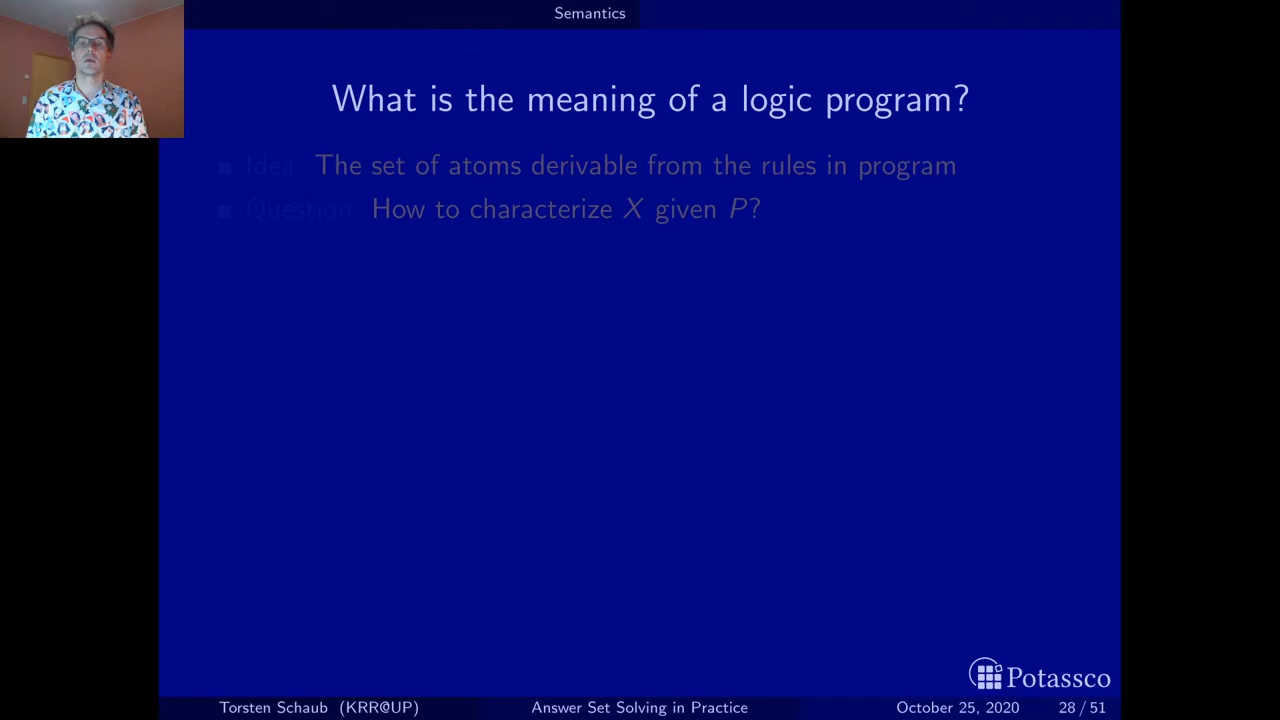 Semantics
What is the meaning of a logic program?
Idea The set of atoms derivable from the rules in program
Question How to characterize X given P?
Potassco
Torsten Schaub (KRR@UP) Answer Set Solving in Practice October 25, 2020 28 / 51